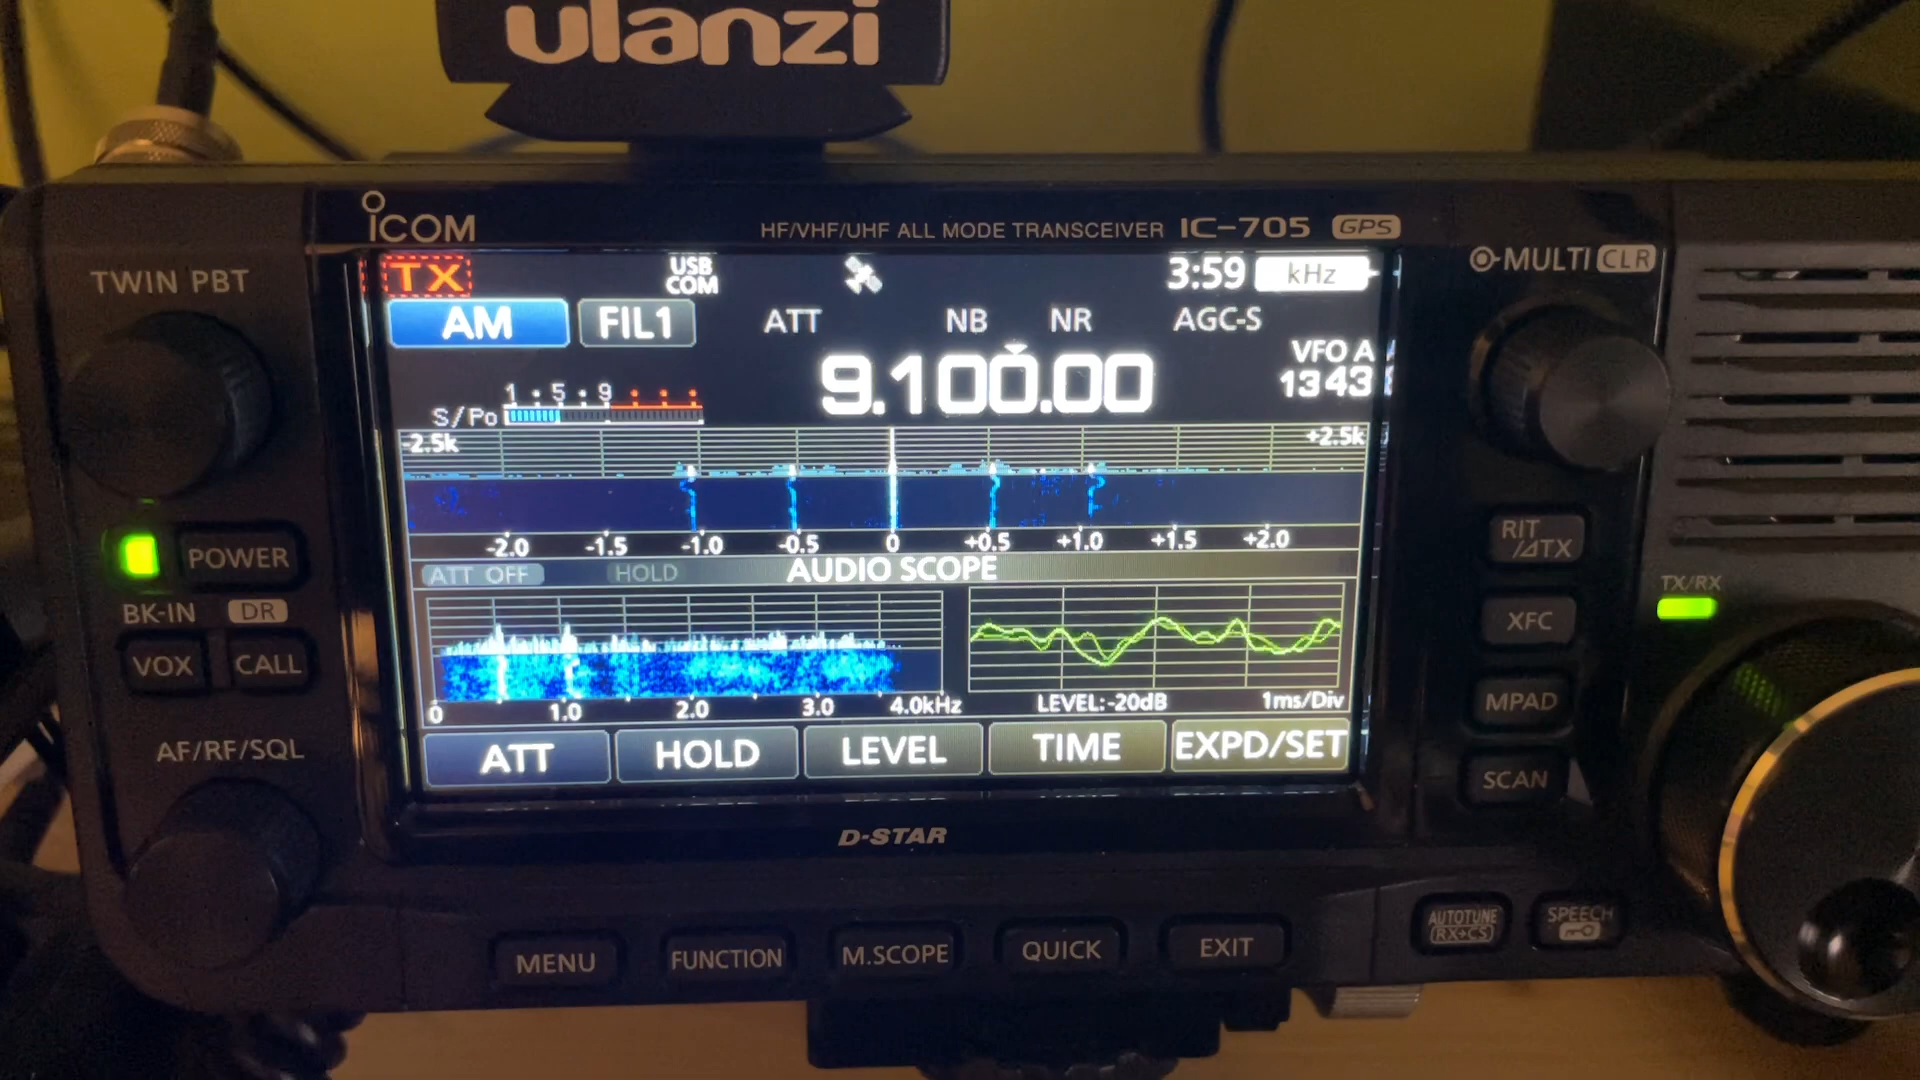 ulanzi
ICOM
HF/VHF/UHF ALL MODE TRANSCEIVER IC-705 GPS
TWIN PBT
MULTI CLR
TX
USB
COM
3:59 kHz
AM FIL1 ATT NB NR AGC-S
VFO A
9.100.00
1343
1 5 9
S/Po
-2.5k +2.5k
-2.0 -1.5 -1.0 -0.5 0 +0.5 +1.0 +1.5 +2.0
ATT OFF HOLD AUDIO SCOPE
0 1.0 2.0 3.0 4.0kHz
LEVEL:-20dB 1ms/Div
ATT HOLD LEVEL TIME EXPD/SET
POWER
BK-IN DR
VOX CALL
AF/RF/SQL
RIT
/⊿TX
TX/RX
XFC
MPAD
SCAN
D-STAR
MENU FUNCTION M.SCOPE QUICK EXIT
AUTOTUNE
RX→CS
SPEECH